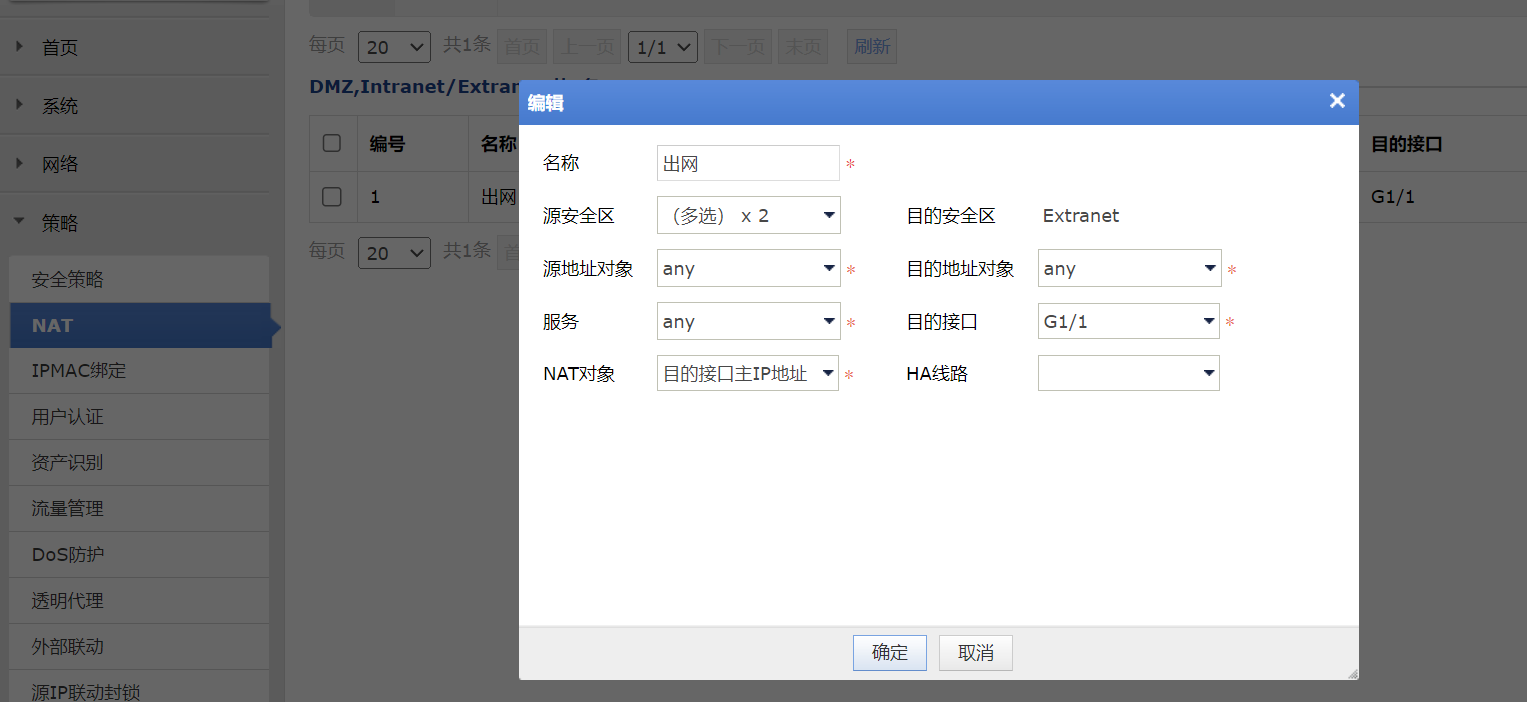 首页
系统
网络
策略
安全策略
NAT
IPMAC绑定
用户认证
资产识别
流量管理
DoS防护
透明代理
外部联动
源IP联动封锁
每页 20 共1条 首页 上一页 1/1 下一页 末页 刷新
DMZ,Intranet/Extran
编号 名称 目的接口
1 出网 G1/1
每页 20 共1条 首
编辑
名称 出网 *
源安全区 （多选） x 2 目的安全区 Extranet
源地址对象 any * 目的地址对象 any *
服务 any * 目的接口 G1/1 *
NAT对象 目的接口主IP地址 * HA线路
确定 取消